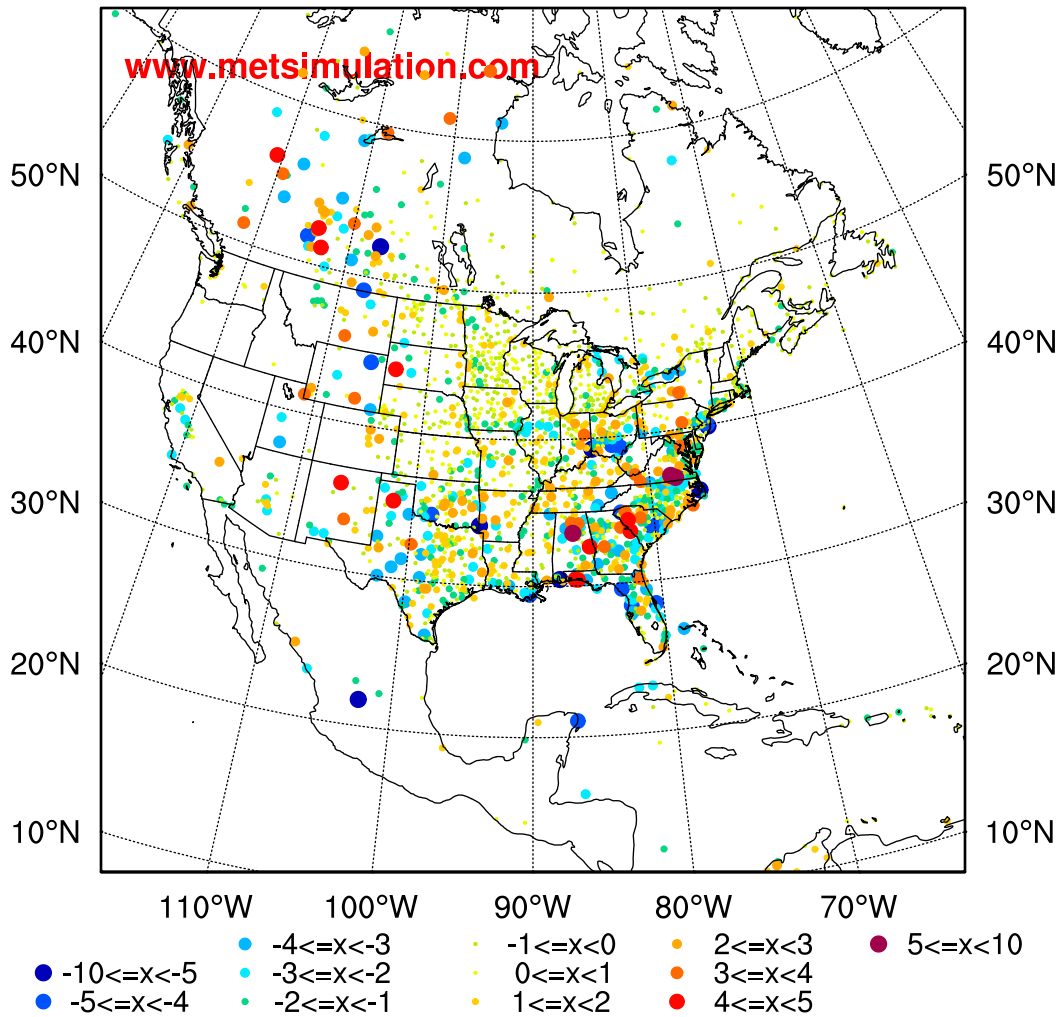 www.metsimulation.com
50°N 50°N
40°N 40°N
30°N 30°N
20°N 20°N
10°N 10°N
110°W 100°W 90°W 80°W 70°W
-4<=x<-3 -1<=x<0 2<=x<3 5<=x<10
-10<=x<-5 -3<=x<-2 0<=x<1 3<=x<4
-5<=x<-4 -2<=x<-1 1<=x<2 4<=x<5